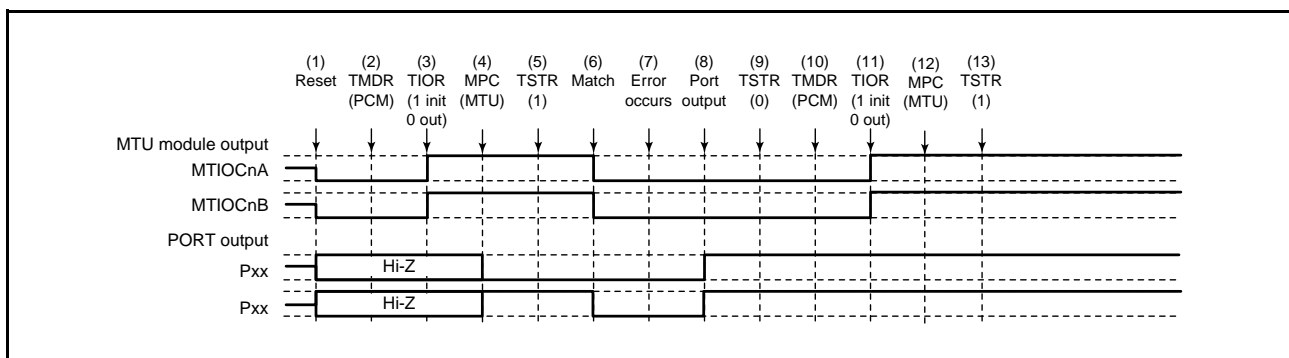 (1) (2) (3) (4) (5) (6) (7) (8) (9) (10) (11) (12) (13)
Reset TMDR TIOR MPC TSTR Match Error Port TSTR TMDR TIOR MPC TSTR
(PCM) (1 init (MTU) (1) occurs output (0) (PCM) (1 init (MTU) (1)
0 out) 0 out)
MTU module output
MTIOCnA
MTIOCnB
PORT output
Pxx Hi-Z
Pxx Hi-Z